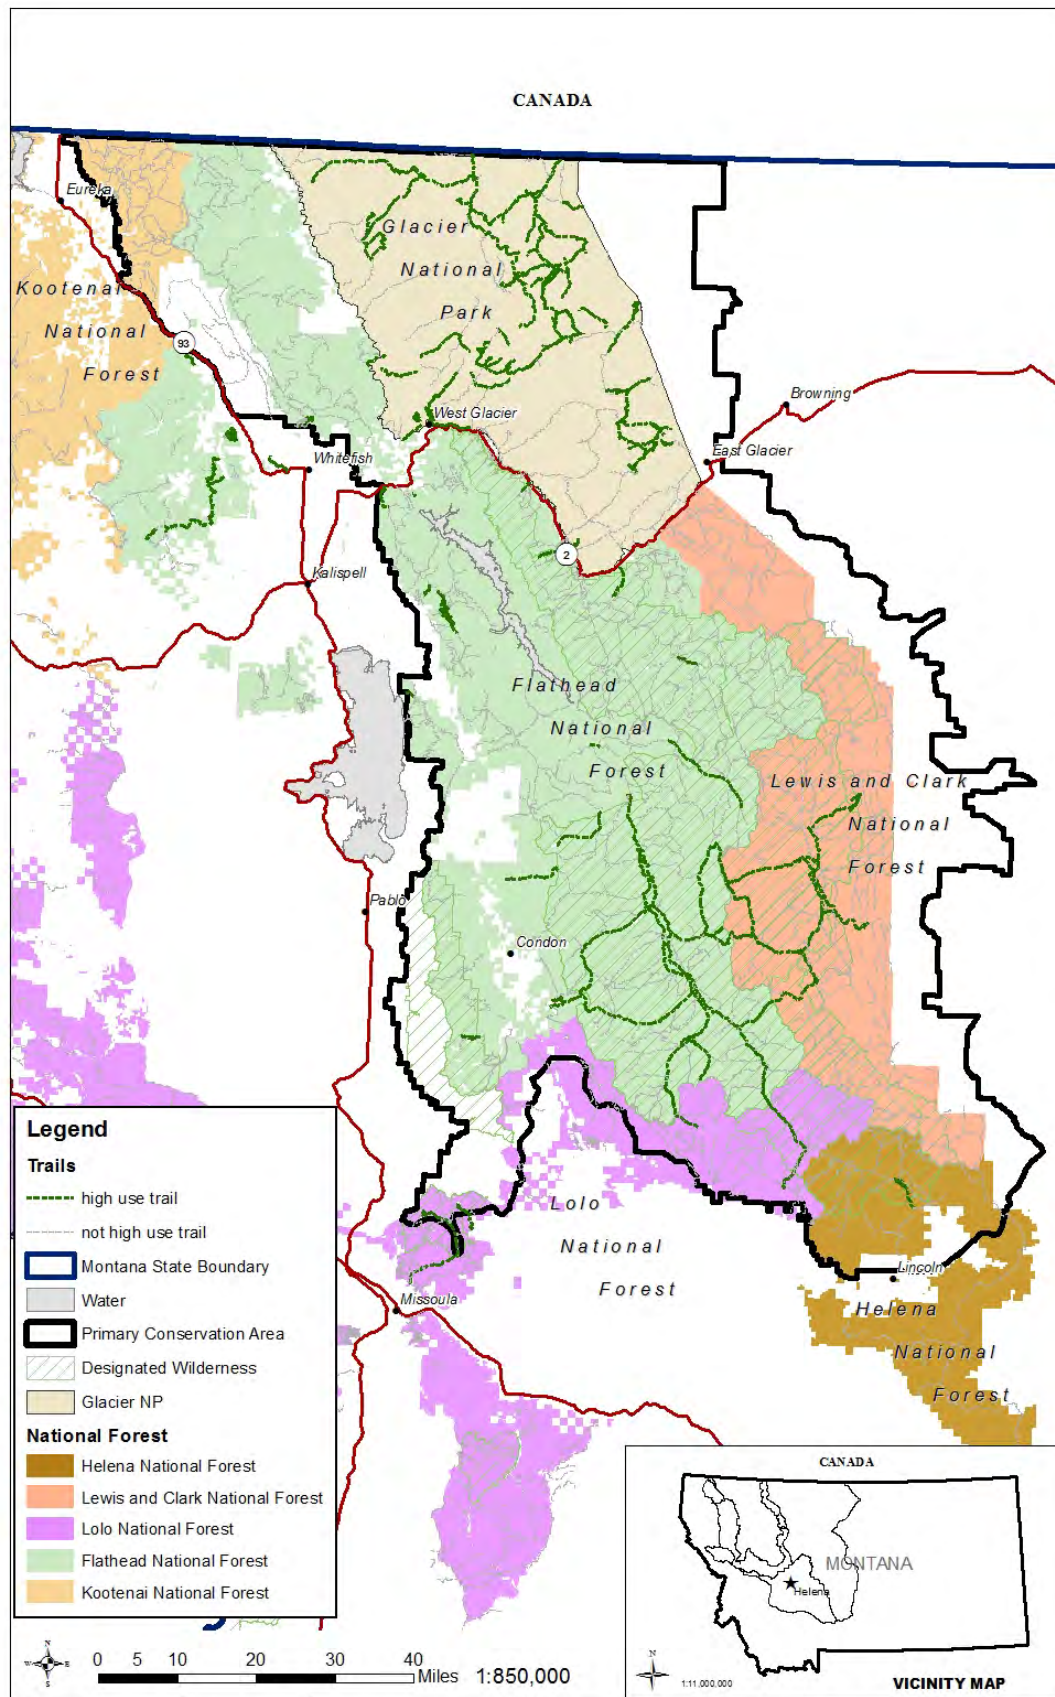 CANADA
Eureka
Glacier
National
Park
Kootenai
National
Forest
93
Browning
West Glacier
East Glacier
Whitefish
2
Kalispell
Flathead
National
Forest
Lewis and Clark
National
Forest
Pablo
Condon
Lolo
National
Forest
Lincoln
Missoula
Helena
National
Forest
Legend
Trails
high use trail
not high use trail
Montana State Boundary
Water
Primary Conservation Area
Designated Wilderness
Glacier NP
National Forest
Helena National Forest
Lewis and Clark National Forest
Lolo National Forest
Flathead National Forest
Kootenai National Forest
N
W E
S
0 5 10 20 30 40
Miles 1:850,000
CANADA
MONTANA
Helena
N
1:11,000,000
VICINITY MAP